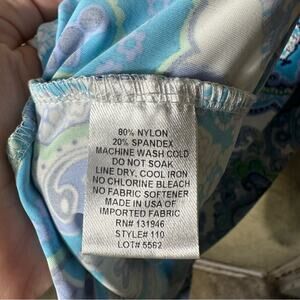 80% NYLON
20% SPANDEX
MACHINE WASH COLD
DO NOT SOAK
LINE DRY, COOL IRON
NO CHLORINE BLEACH
NO FABRIC SOFTENER
MADE IN USA OF
IMPORTED FABRIC
RN# 131946
STYLE# 110
LOT# 5562